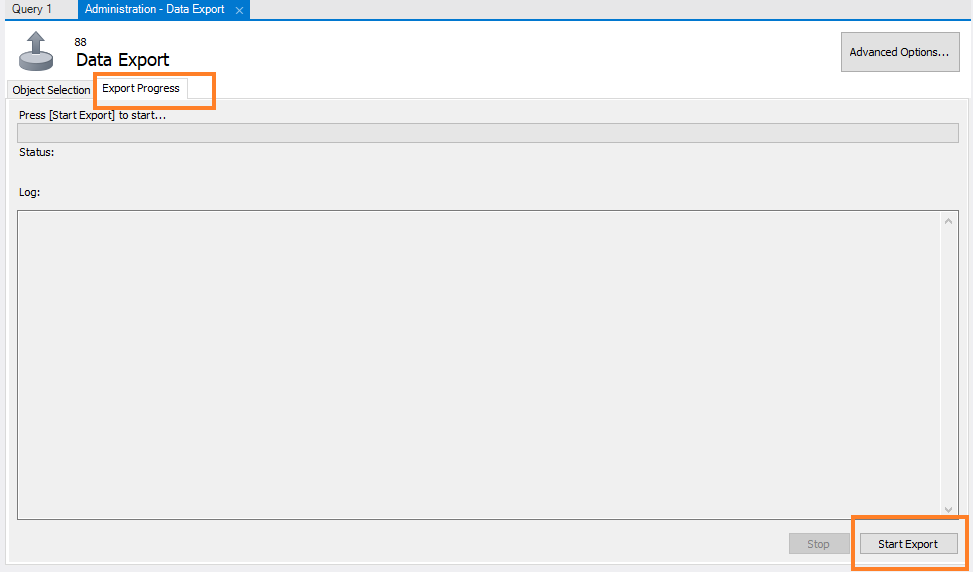 Query 1
Administration - Data Export
88
Data Export
Advanced Options...
Object Selection
Export Progress
Press [Start Export] to start...
Status:
Log:
Stop
Start Export